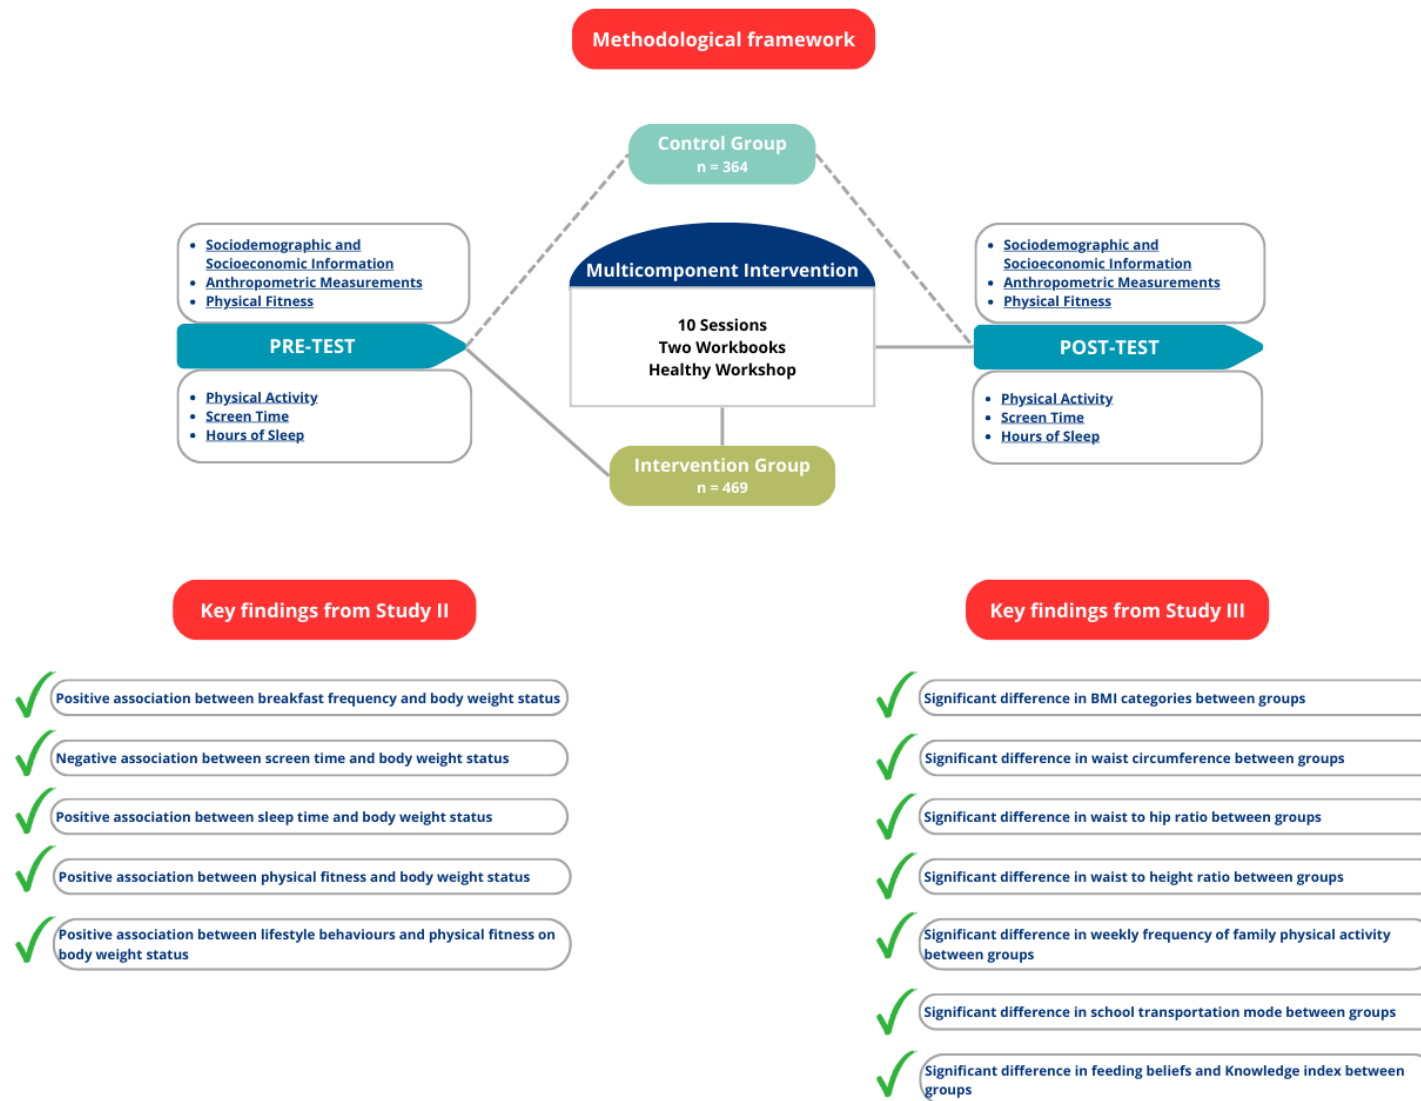 Methodological framework
Control Group
n = 364
• Sociodemographic and
Socioeconomic Information
• Anthropometric Measurements
• Physical Fitness
PRE-TEST
• Physical Activity
• Screen Time
• Hours of Sleep
Multicomponent Intervention
10 Sessions
Two Workbooks
Healthy Workshop
Intervention Group
n = 469
• Sociodemographic and
Socioeconomic Information
• Anthropometric Measurements
• Physical Fitness
POST-TEST
• Physical Activity
• Screen Time
• Hours of Sleep
Key findings from Study II
Positive association between breakfast frequency and body weight status
Negative association between screen time and body weight status
Positive association between sleep time and body weight status
Positive association between physical fitness and body weight status
Positive association between lifestyle behaviours and physical fitness on
body weight status
Key findings from Study III
Significant difference in BMI categories between groups
Significant difference in waist circumference between groups
Significant difference in waist to hip ratio between groups
Significant difference in waist to height ratio between groups
Significant difference in weekly frequency of family physical activity
between groups
Significant difference in school transportation mode between groups
Significant difference in feeding beliefs and Knowledge index between
groups